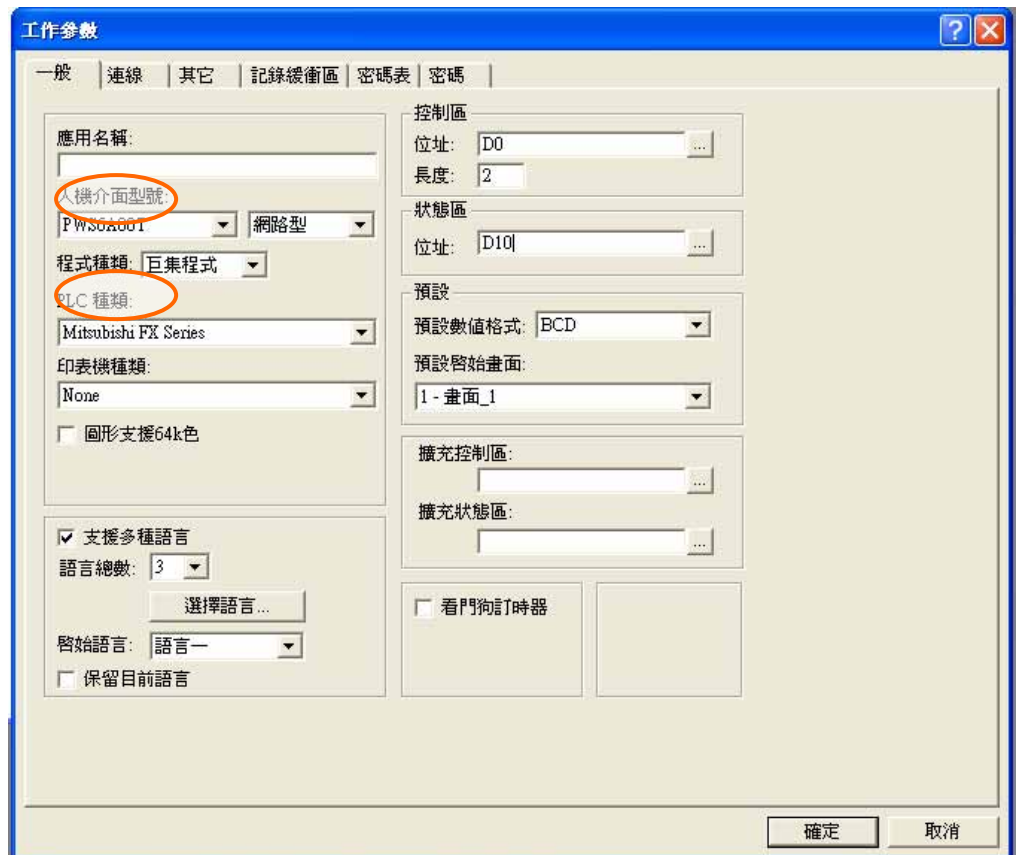 工作參數
一般 連線 其它 記錄緩衝區 密碼表 密碼
應用名稱:
人機介面型號:
PWS6A00T 網路型
程式種類: 巨集程式
PLC 種類:
Mitsubishi FX Series
印表機種類:
None
圖形支援64k色
支援多種語言
語言總數: 3
選擇語言...
啓始語言: 語言一
保留目前語言
控制區
位址: D0 ...
長度: 2
狀態區
位址: D10 ...
預設
預設數值格式: BCD
預設啓始畫面:
1 - 畫面_1
擴充控制區:
...
擴充狀態區:
...
看門狗訂時器
確定 取消